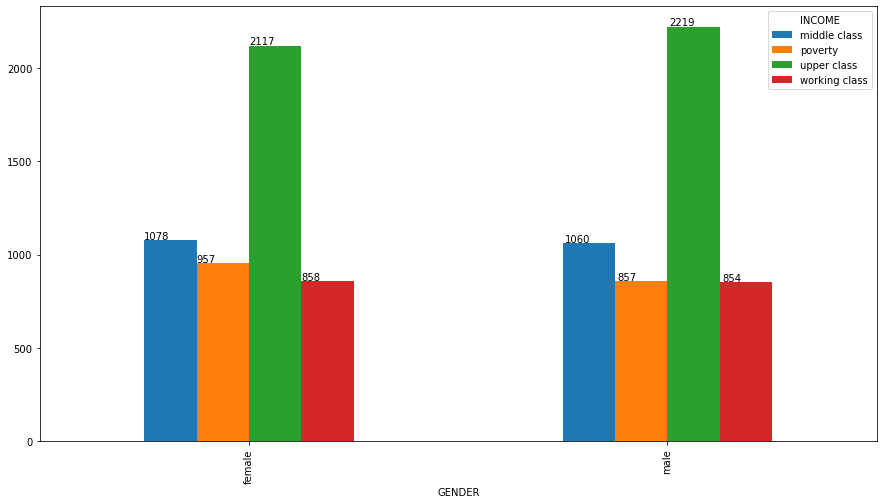 INCOME
middle class
poverty
upper class
working class
2000
1500
1000
500
0
1078
957
2117
858
1060
857
2219
854
female
male
GENDER